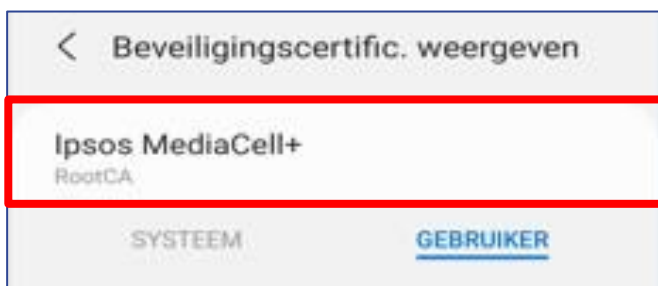 Beveiligingscertific. weergeven
Ipsos MediaCell+
RootCA
SYSTEEM GEBRUIKER